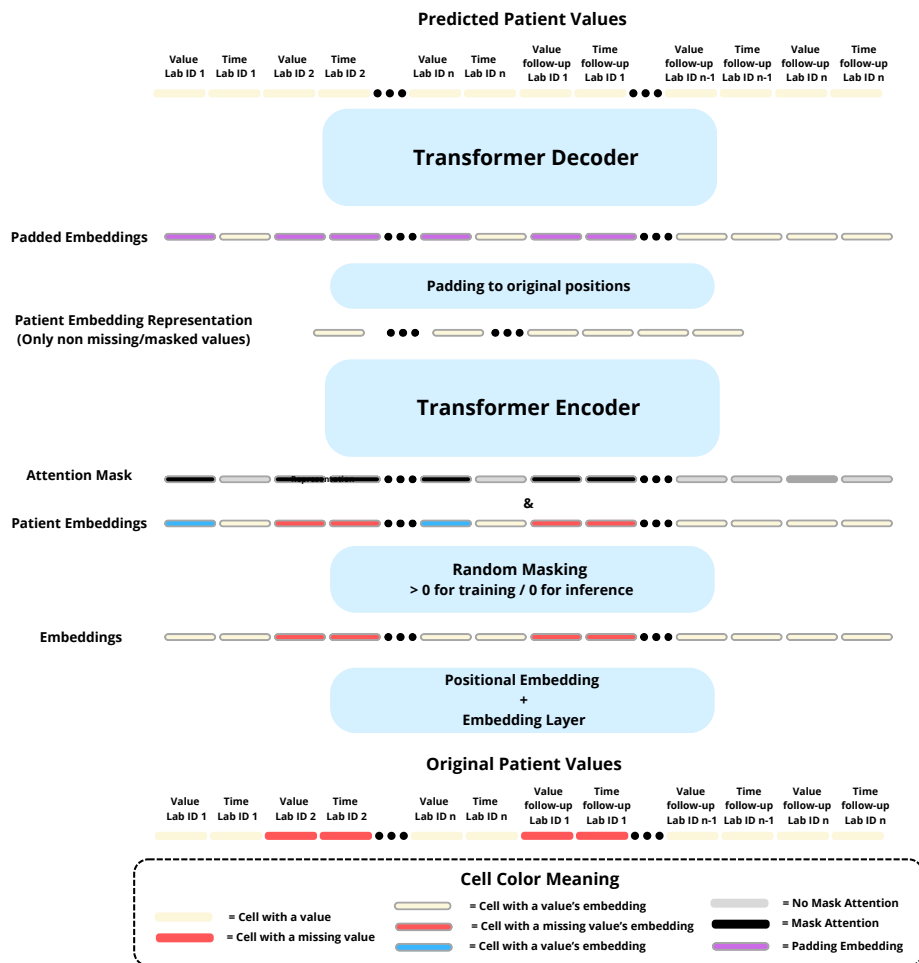 Predicted Patient Values
Value Lab ID 1
Time Lab ID 1
Value Lab ID 2
Time Lab ID 2
Value Lab ID n
Time Lab ID n
Value follow-up Lab ID 1
Time follow-up Lab ID 1
Value follow-up Lab ID n-1
Time follow-up Lab ID n-1
Value follow-up Lab ID n
Time follow-up Lab ID n
Transformer Decoder
Padded Embeddings
Padding to original positions
Patient Embedding Representation
(Only non missing/masked values)
Transformer Encoder
Attention Mask
Representation
&
Patient Embeddings
Random Masking
> 0 for training / 0 for inference
Embeddings
Positional Embedding
+
Embedding Layer
Original Patient Values
Value Lab ID 1
Time Lab ID 1
Value Lab ID 2
Time Lab ID 2
Value Lab ID n
Time Lab ID n
Value follow-up Lab ID 1
Time follow-up Lab ID 1
Value follow-up Lab ID n-1
Time follow-up Lab ID n-1
Value follow-up Lab ID n
Time follow-up Lab ID n
Cell Color Meaning
= Cell with a value
= Cell with a missing value
= Cell with a value's embedding
= Cell with a missing value's embedding
= Cell with a value's embedding
= No Mask Attention
= Mask Attention
= Padding Embedding